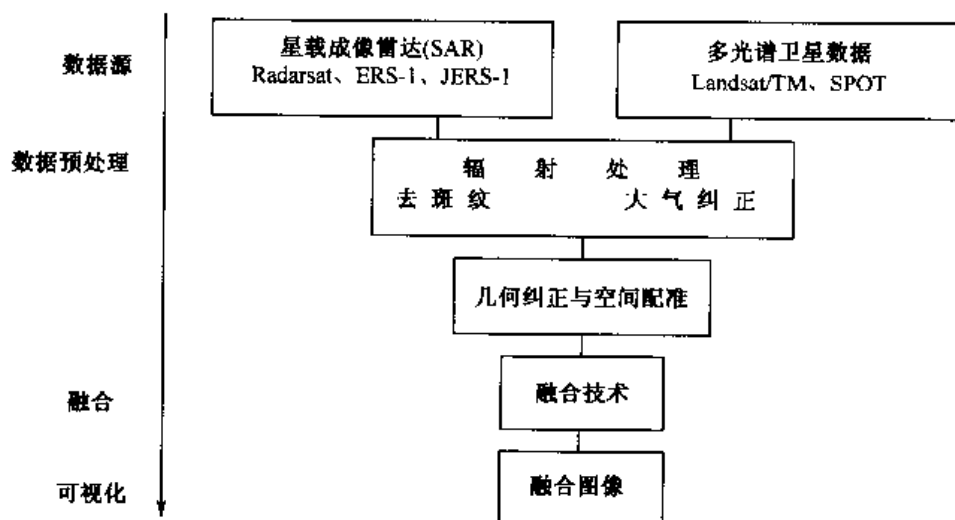 数据源
星载成像雷达(SAR)
Radarsat、ERS-1、JERS-1
多光谱卫星数据
Landsat/TM、SPOT
数据预处理
辐射处理
去斑纹 大气纠正
几何纠正与空间配准
融合
融合技术
可视化
融合图像